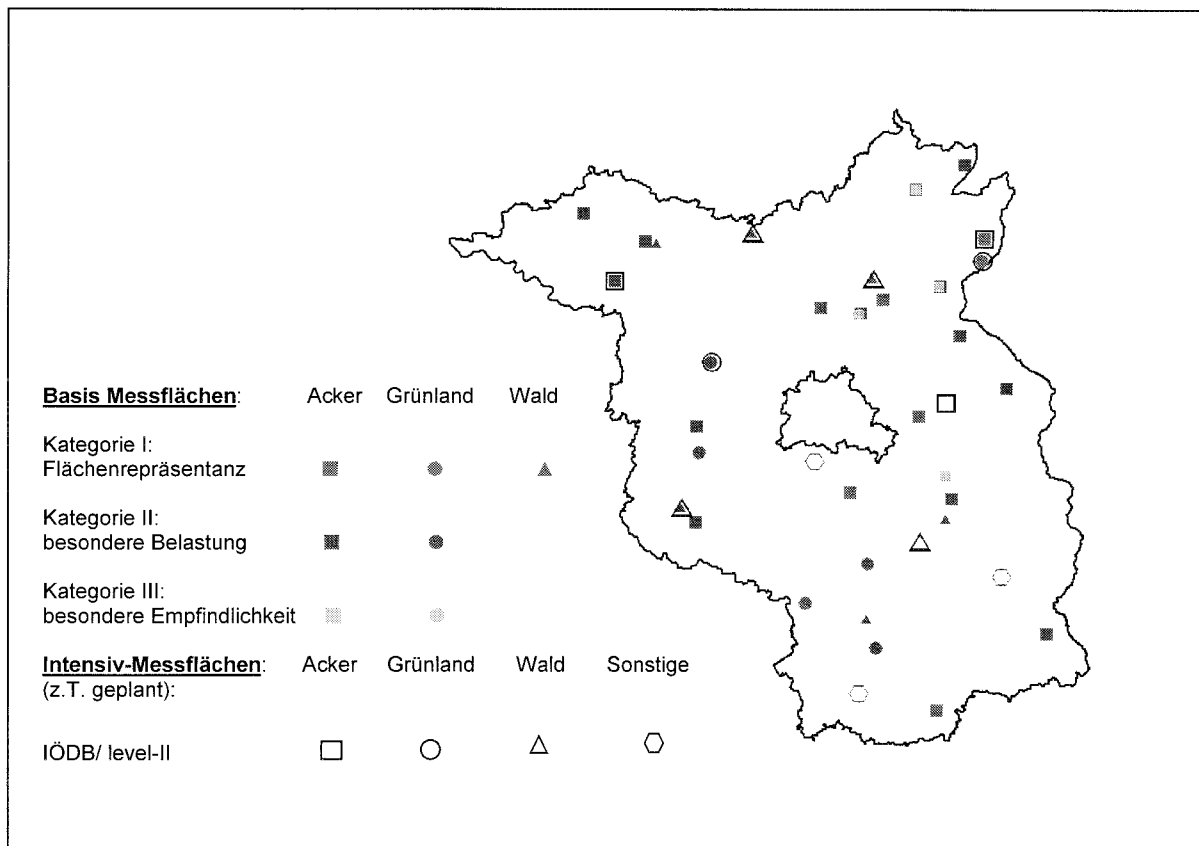 Basis Messflächen: Acker Grünland Wald
Kategorie I:
Flächenrepräsentanz
Kategorie II:
besondere Belastung
Kategorie III:
besondere Empfindlichkeit
Intensiv-Messflächen: Acker Grünland Wald Sonstige
(z.T. geplant):
IÖDB/ level-II